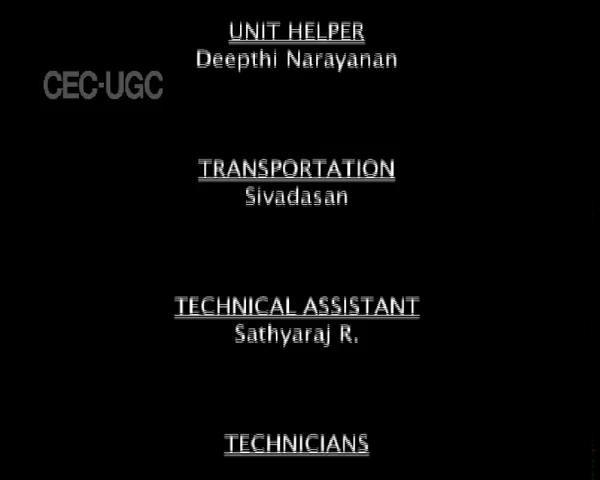 UNIT HELPER
Deepthi Narayanan
CEC-UGC
TRANSPORTATION
Sivadasan
TECHNICAL ASSISTANT
Sathyaraj R.
TECHNICIANS